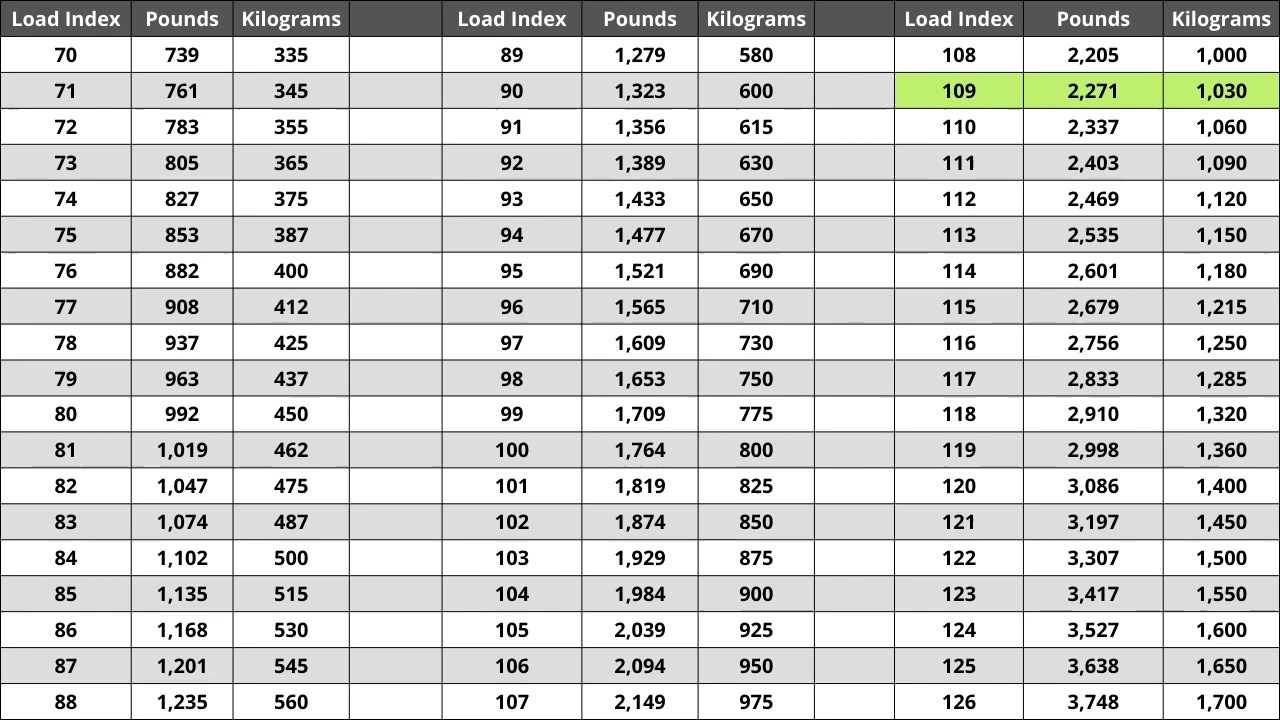 Load Index Pounds Kilograms Load Index Pounds Kilograms Load Index Pounds Kilograms
70 739 335 89 1,279 580 108 2,205 1,000
71 761 345 90 1,323 600 109 2,271 1,030
72 783 355 91 1,356 615 110 2,337 1,060
73 805 365 92 1,389 630 111 2,403 1,090
74 827 375 93 1,433 650 112 2,469 1,120
75 853 387 94 1,477 670 113 2,535 1,150
76 882 400 95 1,521 690 114 2,601 1,180
77 908 412 96 1,565 710 115 2,679 1,215
78 937 425 97 1,609 730 116 2,756 1,250
79 963 437 98 1,653 750 117 2,833 1,285
80 992 450 99 1,709 775 118 2,910 1,320
81 1,019 462 100 1,764 800 119 2,998 1,360
82 1,047 475 101 1,819 825 120 3,086 1,400
83 1,074 487 102 1,874 850 121 3,197 1,450
84 1,102 500 103 1,929 875 122 3,307 1,500
85 1,135 515 104 1,984 900 123 3,417 1,550
86 1,168 530 105 2,039 925 124 3,527 1,600
87 1,201 545 106 2,094 950 125 3,638 1,650
88 1,235 560 107 2,149 975 126 3,748 1,700